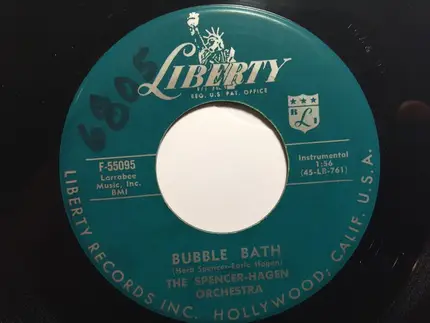 6805
LIBERTY
REG. U.S. PAT. OFFICE
F-55095
Larrabee
Music, Inc.
BMI
Instrumental
1:56
(45-LB-761)
BUBBLE BATH
(Herb Spencer-Earle Hagen)
THE SPENCER-HAGEN
ORCHESTRA
LIBERTY RECORDS INC. HOLLYWOOD, CALIF. U.S.A.